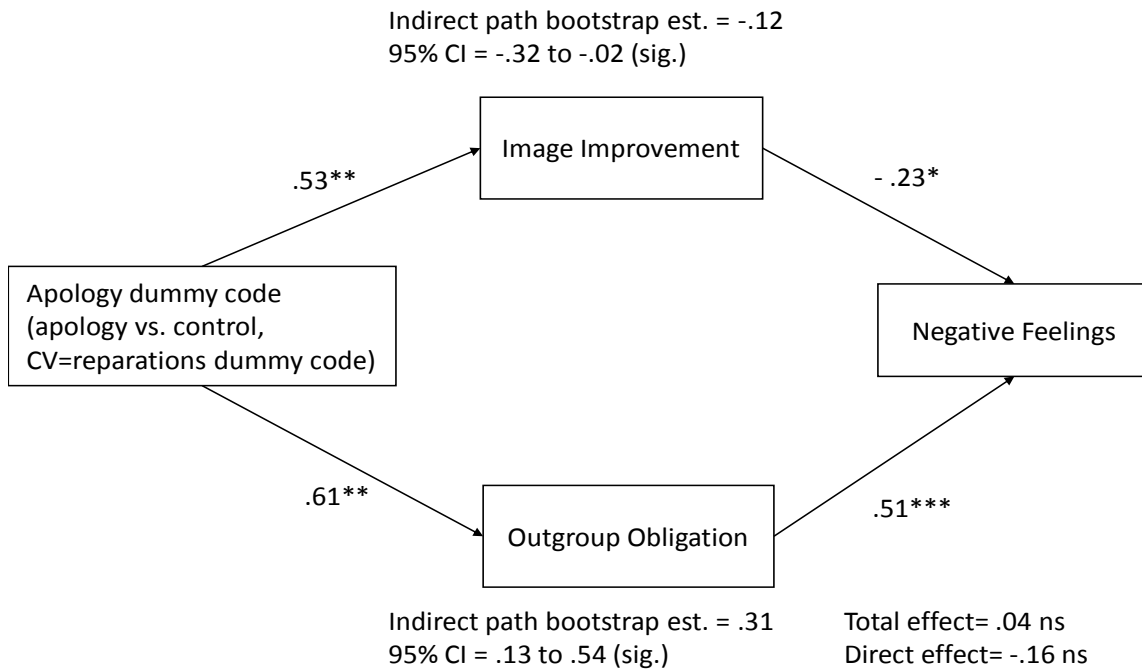 Indirect path bootstrap est. = -.12
95% CI = -.32 to -.02 (sig.)
Image Improvement
.53**
- .23*
Apology dummy code
(apology vs. control,
CV=reparations dummy code)
Negative Feelings
.61**
.51***
Outgroup Obligation
Indirect path bootstrap est. = .31
95% CI = .13 to .54 (sig.)
Total effect= .04 ns
Direct effect= -.16 ns